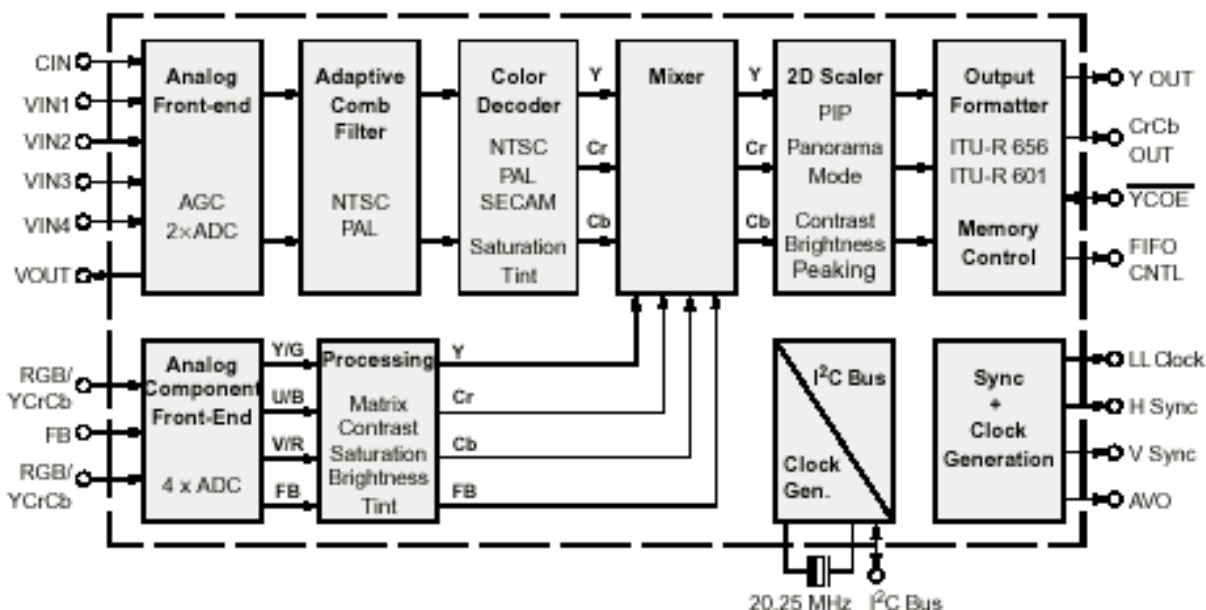 CIN
VIN1
VIN2
VIN3
VIN4
VOUT
Analog
Front-end
AGC
2×ADC
Adaptive
Comb
Filter
NTSC
PAL
Color
Decoder
NTSC
PAL
SECAM
Saturation
Tint
Y
Cr
Cb
Mixer
Y
Cr
Cb
2D Scaler
PIP
Panorama
Mode
Contrast
Brightness
Peaking
Output
Formatter
ITU-R 656
ITU-R 601
Memory
Control
Y OUT
CrCb
OUT
YCOE
FIFO
CNTL
RGB/
YCrCb
FB
RGB/
YCrCb
Analog
Component
Front-End
4 x ADC
Y/G
U/B
V/R
FB
Processing
Matrix
Contrast
Saturation
Brightness
Tint
Y
Cr
Cb
FB
I²C Bus
Clock
Gen.
20.25 MHz
I²C Bus
Sync
+
Clock
Generation
LL Clock
H Sync
V Sync
AVO